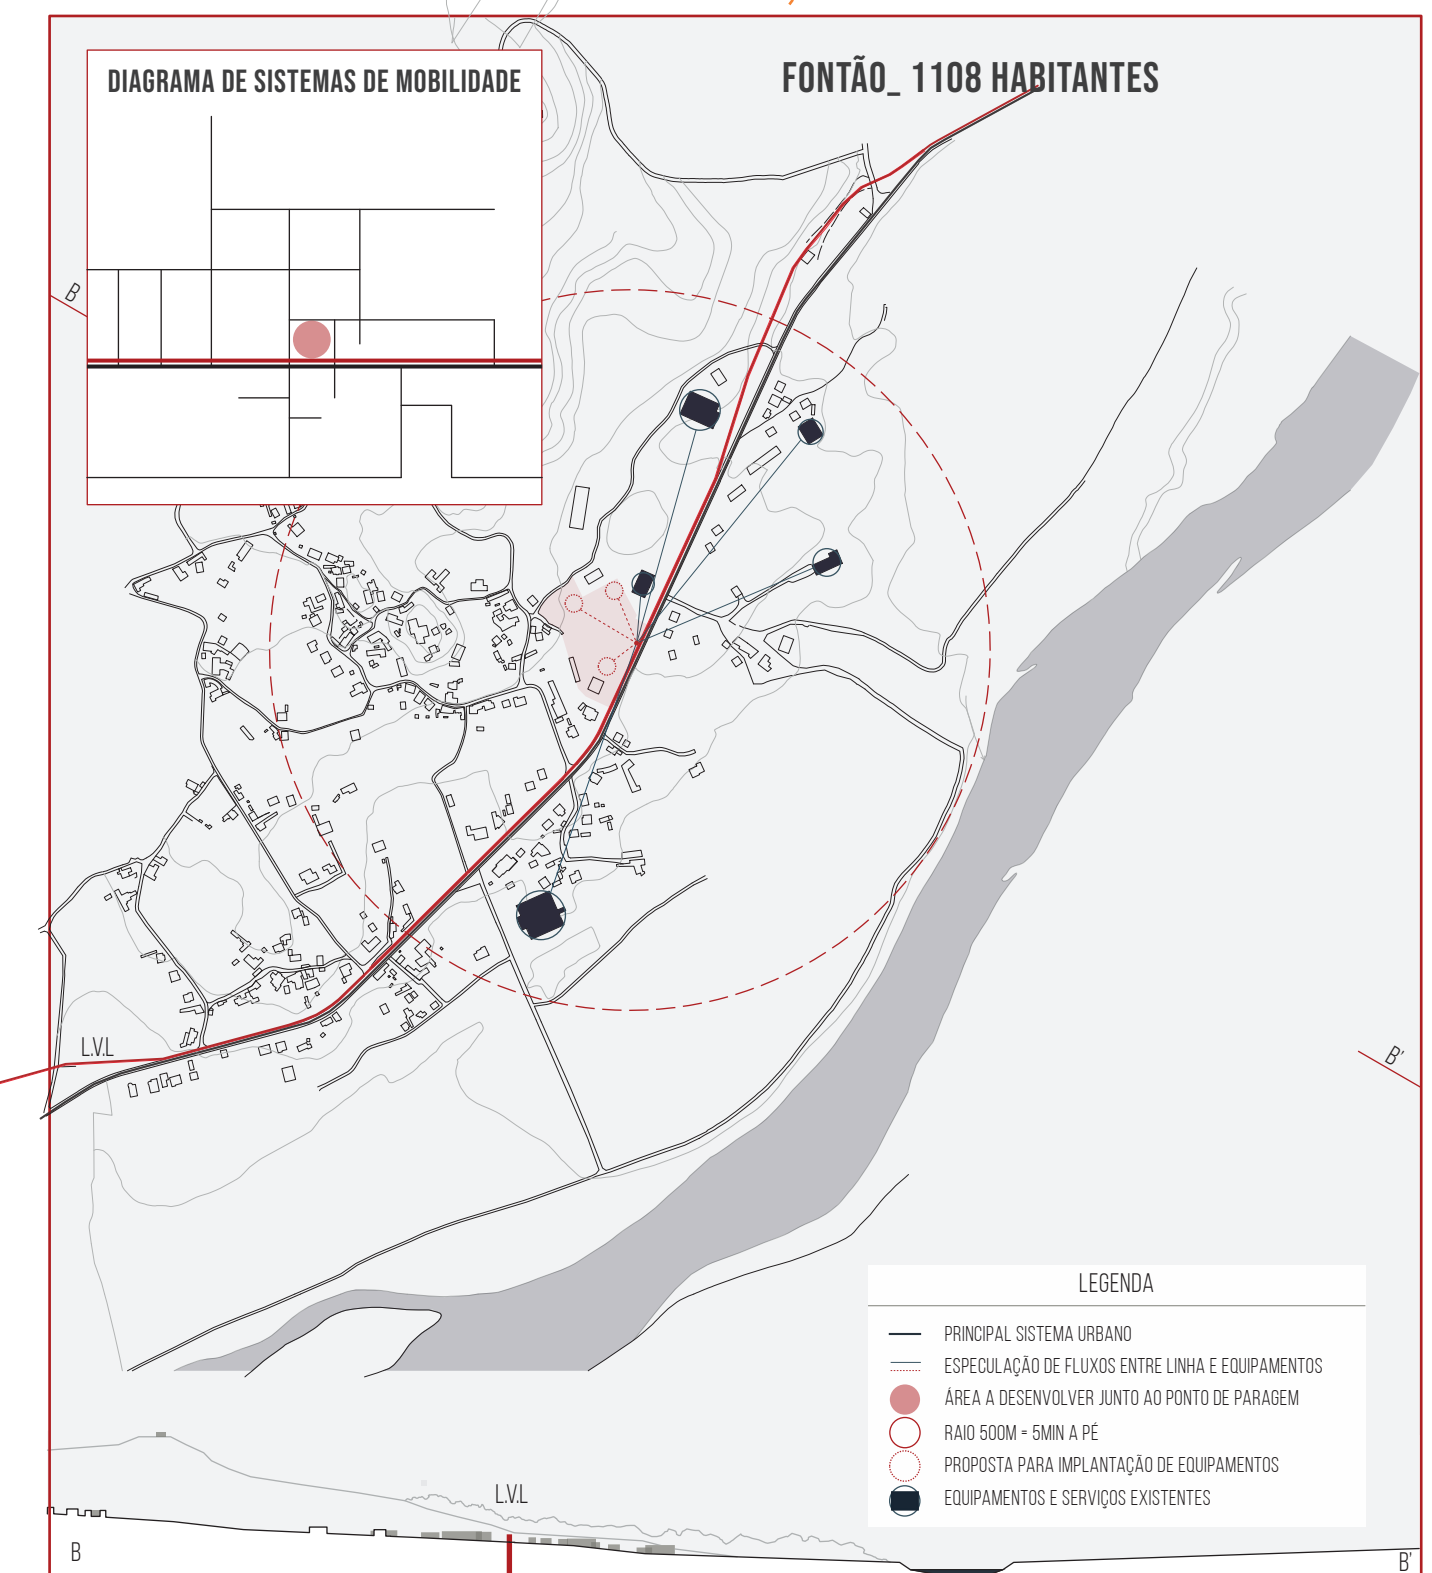 DIAGRAMA DE SISTEMAS DE MOBILIDADE
FONTÃO_ 1108 HABITANTES
B
L.V.L
B'
LEGENDA
PRINCIPAL SISTEMA URBANO
ESPECULAÇÃO DE FLUXOS ENTRE LINHA E EQUIPAMENTOS
ÁREA A DESENVOLVER JUNTO AO PONTO DE PARAGEM
RAIO 500M = 5MIN A PÉ
PROPOSTA PARA IMPLANTAÇÃO DE EQUIPAMENTOS
EQUIPAMENTOS E SERVIÇOS EXISTENTES
L.V.L
B
B'